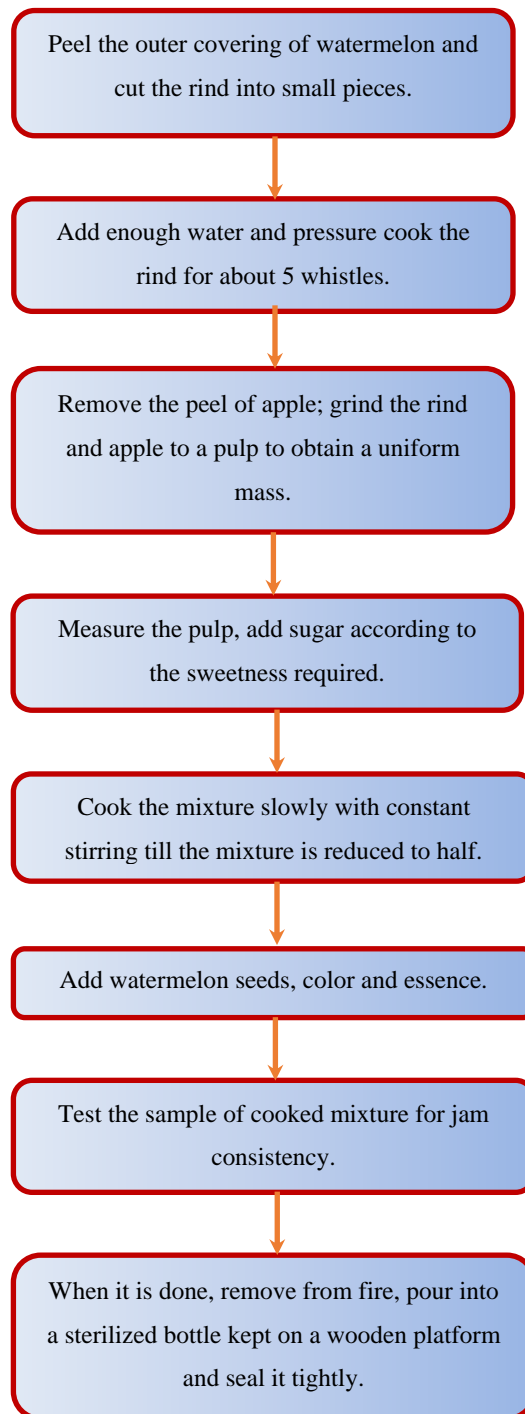 Peel the outer covering of watermelon and
cut the rind into small pieces.
Add enough water and pressure cook the
rind for about 5 whistles.
Remove the peel of apple; grind the rind
and apple to a pulp to obtain a uniform
mass.
Measure the pulp, add sugar according to
the sweetness required.
Cook the mixture slowly with constant
stirring till the mixture is reduced to half.
Add watermelon seeds, color and essence.
Test the sample of cooked mixture for jam
consistency.
When it is done, remove from fire, pour into
a sterilized bottle kept on a wooden platform
and seal it tightly.